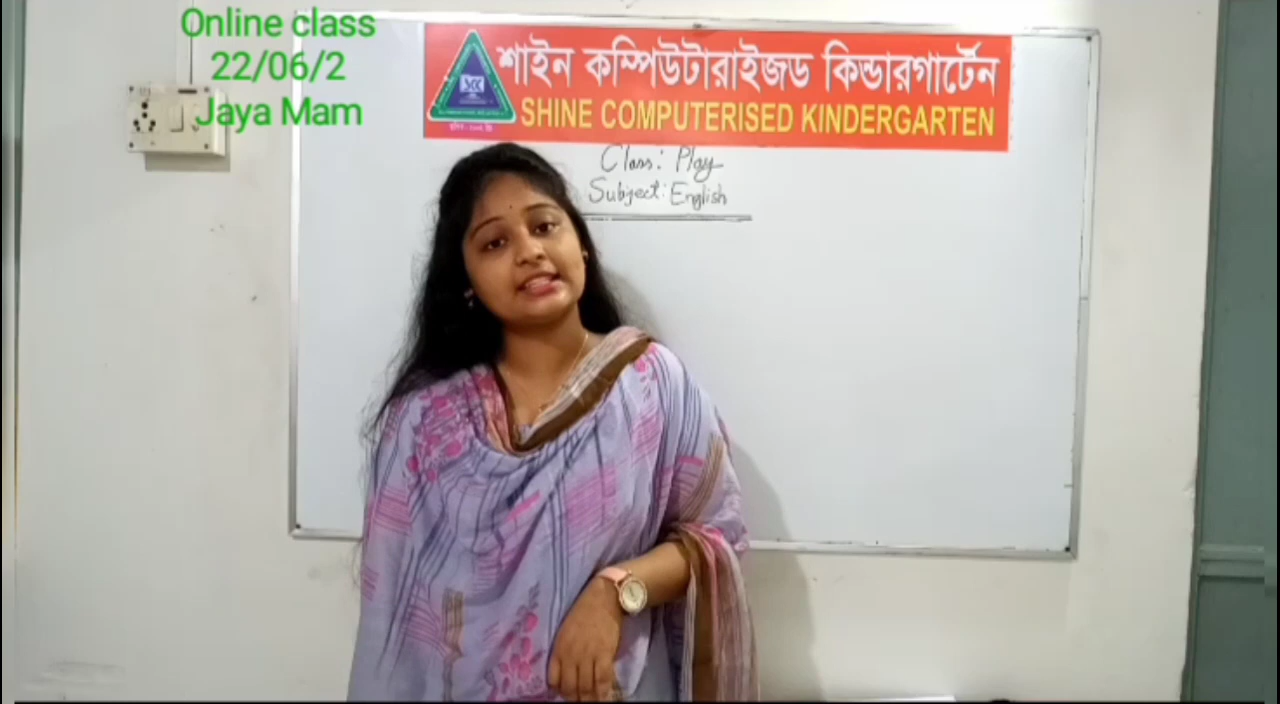 Online class
22/06/2
Jaya Mam
শাইন কম্পিউটারাইজড কিন্ডারগার্টেন
SHINE COMPUTERISED KINDERGARTEN
SCC
Class: Play
Subject: English